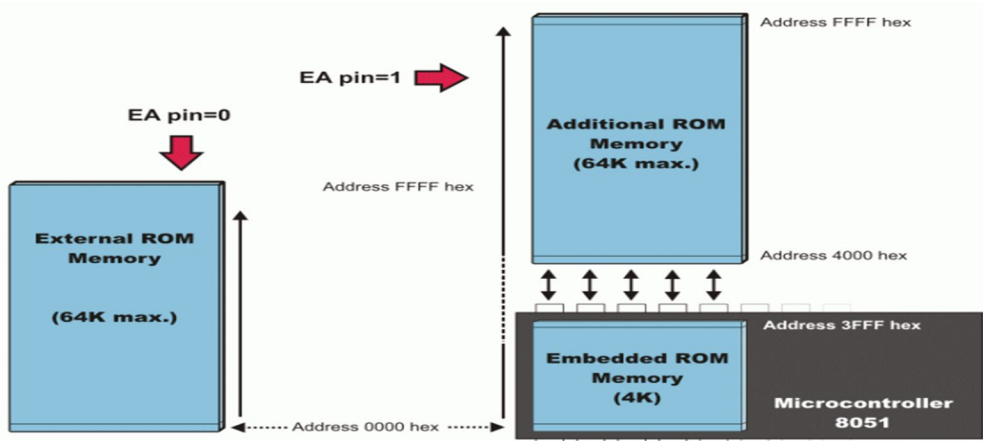 EA pin=0
External ROM
Memory
(64K max.)
EA pin=1
Address FFFF hex
Address 0000 hex
Address FFFF hex
Additional ROM
Memory
(64K max.)
Address 4000 hex
Address 3FFF hex
Embedded ROM
Memory
(4K)
Microcontroller
8051